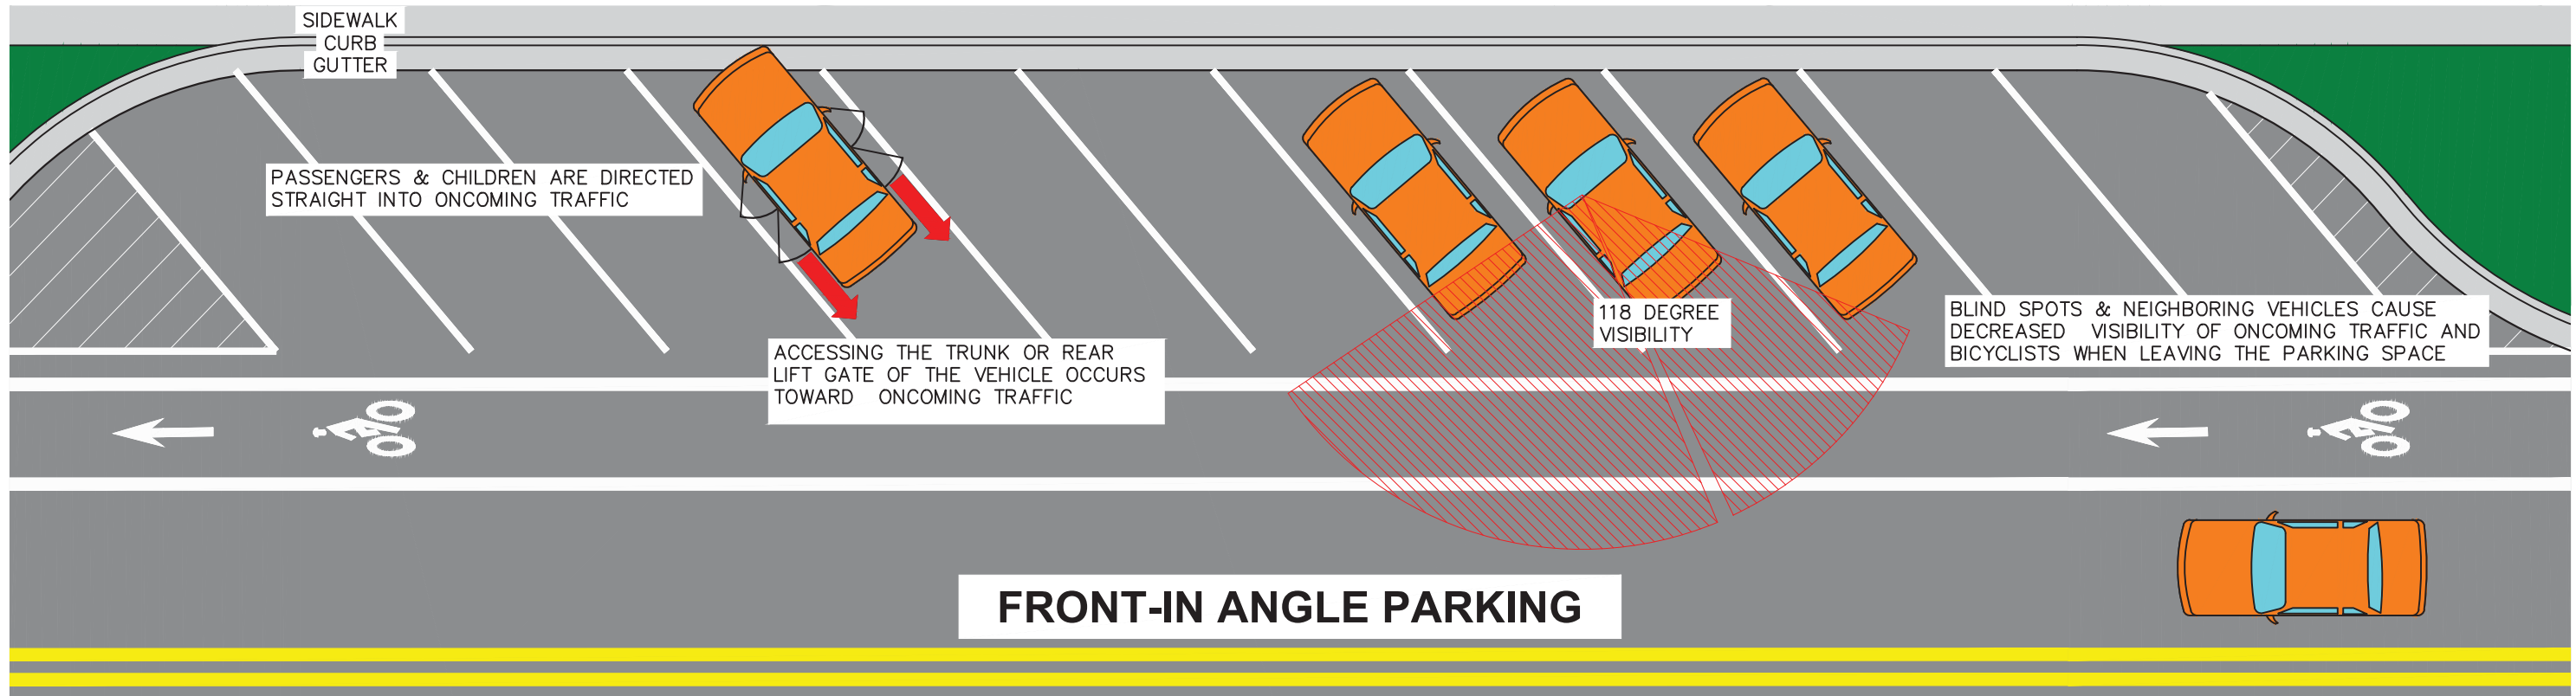 SIDEWALK
CURB
GUTTER
PASSENGERS & CHILDREN ARE DIRECTED
STRAIGHT INTO ONCOMING TRAFFIC
ACCESSING THE TRUNK OR REAR
LIFT GATE OF THE VEHICLE OCCURS
TOWARD ONCOMING TRAFFIC
118 DEGREE
VISIBILITY
BLIND SPOTS & NEIGHBORING VEHICLES CAUSE
DECREASED VISIBILITY OF ONCOMING TRAFFIC AND
BICYCLISTS WHEN LEAVING THE PARKING SPACE
FRONT-IN ANGLE PARKING